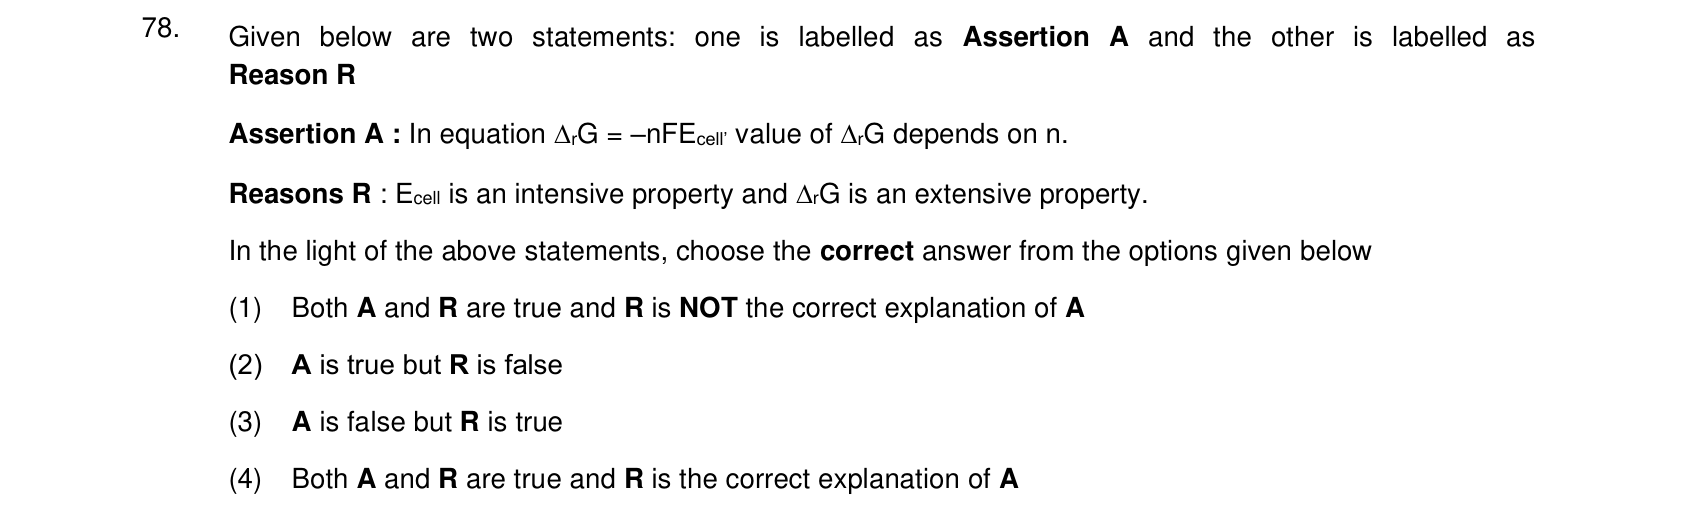 78. Given below are two statements: one is labelled as Assertion A and the other is labelled as
Reason R
Assertion A : In equation ΔrG = –nFEcell’ value of ΔrG depends on n.
Reasons R : Ecell is an intensive property and ΔrG is an extensive property.
In the light of the above statements, choose the correct answer from the options given below
(1) Both A and R are true and R is NOT the correct explanation of A
(2) A is true but R is false
(3) A is false but R is true
(4) Both A and R are true and R is the correct explanation of A